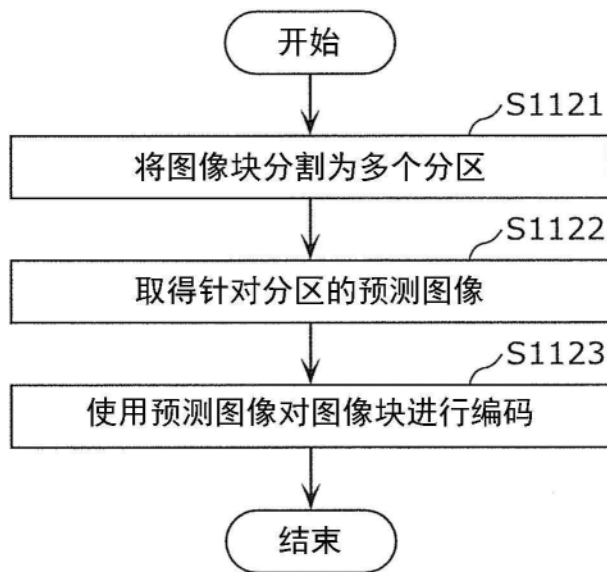 开始
S1121
将图像块分割为多个分区
S1122
取得针对分区的预测图像
S1123
使用预测图像对图像块进行编码
结束